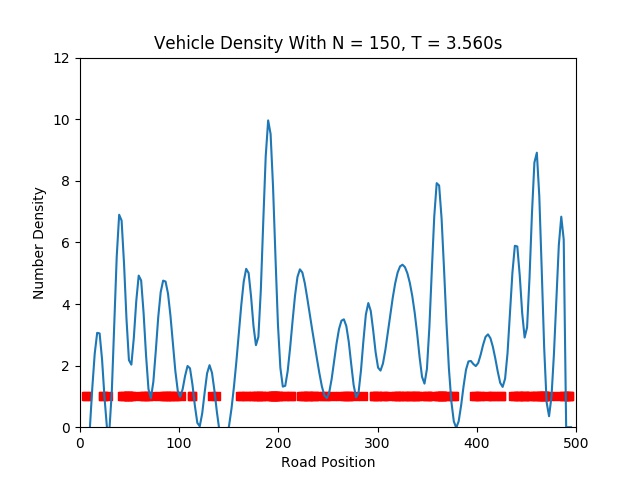 Vehicle Density With N = 150, T = 3.560s
12
10
8
6
4
2
0
Number Density
0 100 200 300 400 500
Road Position